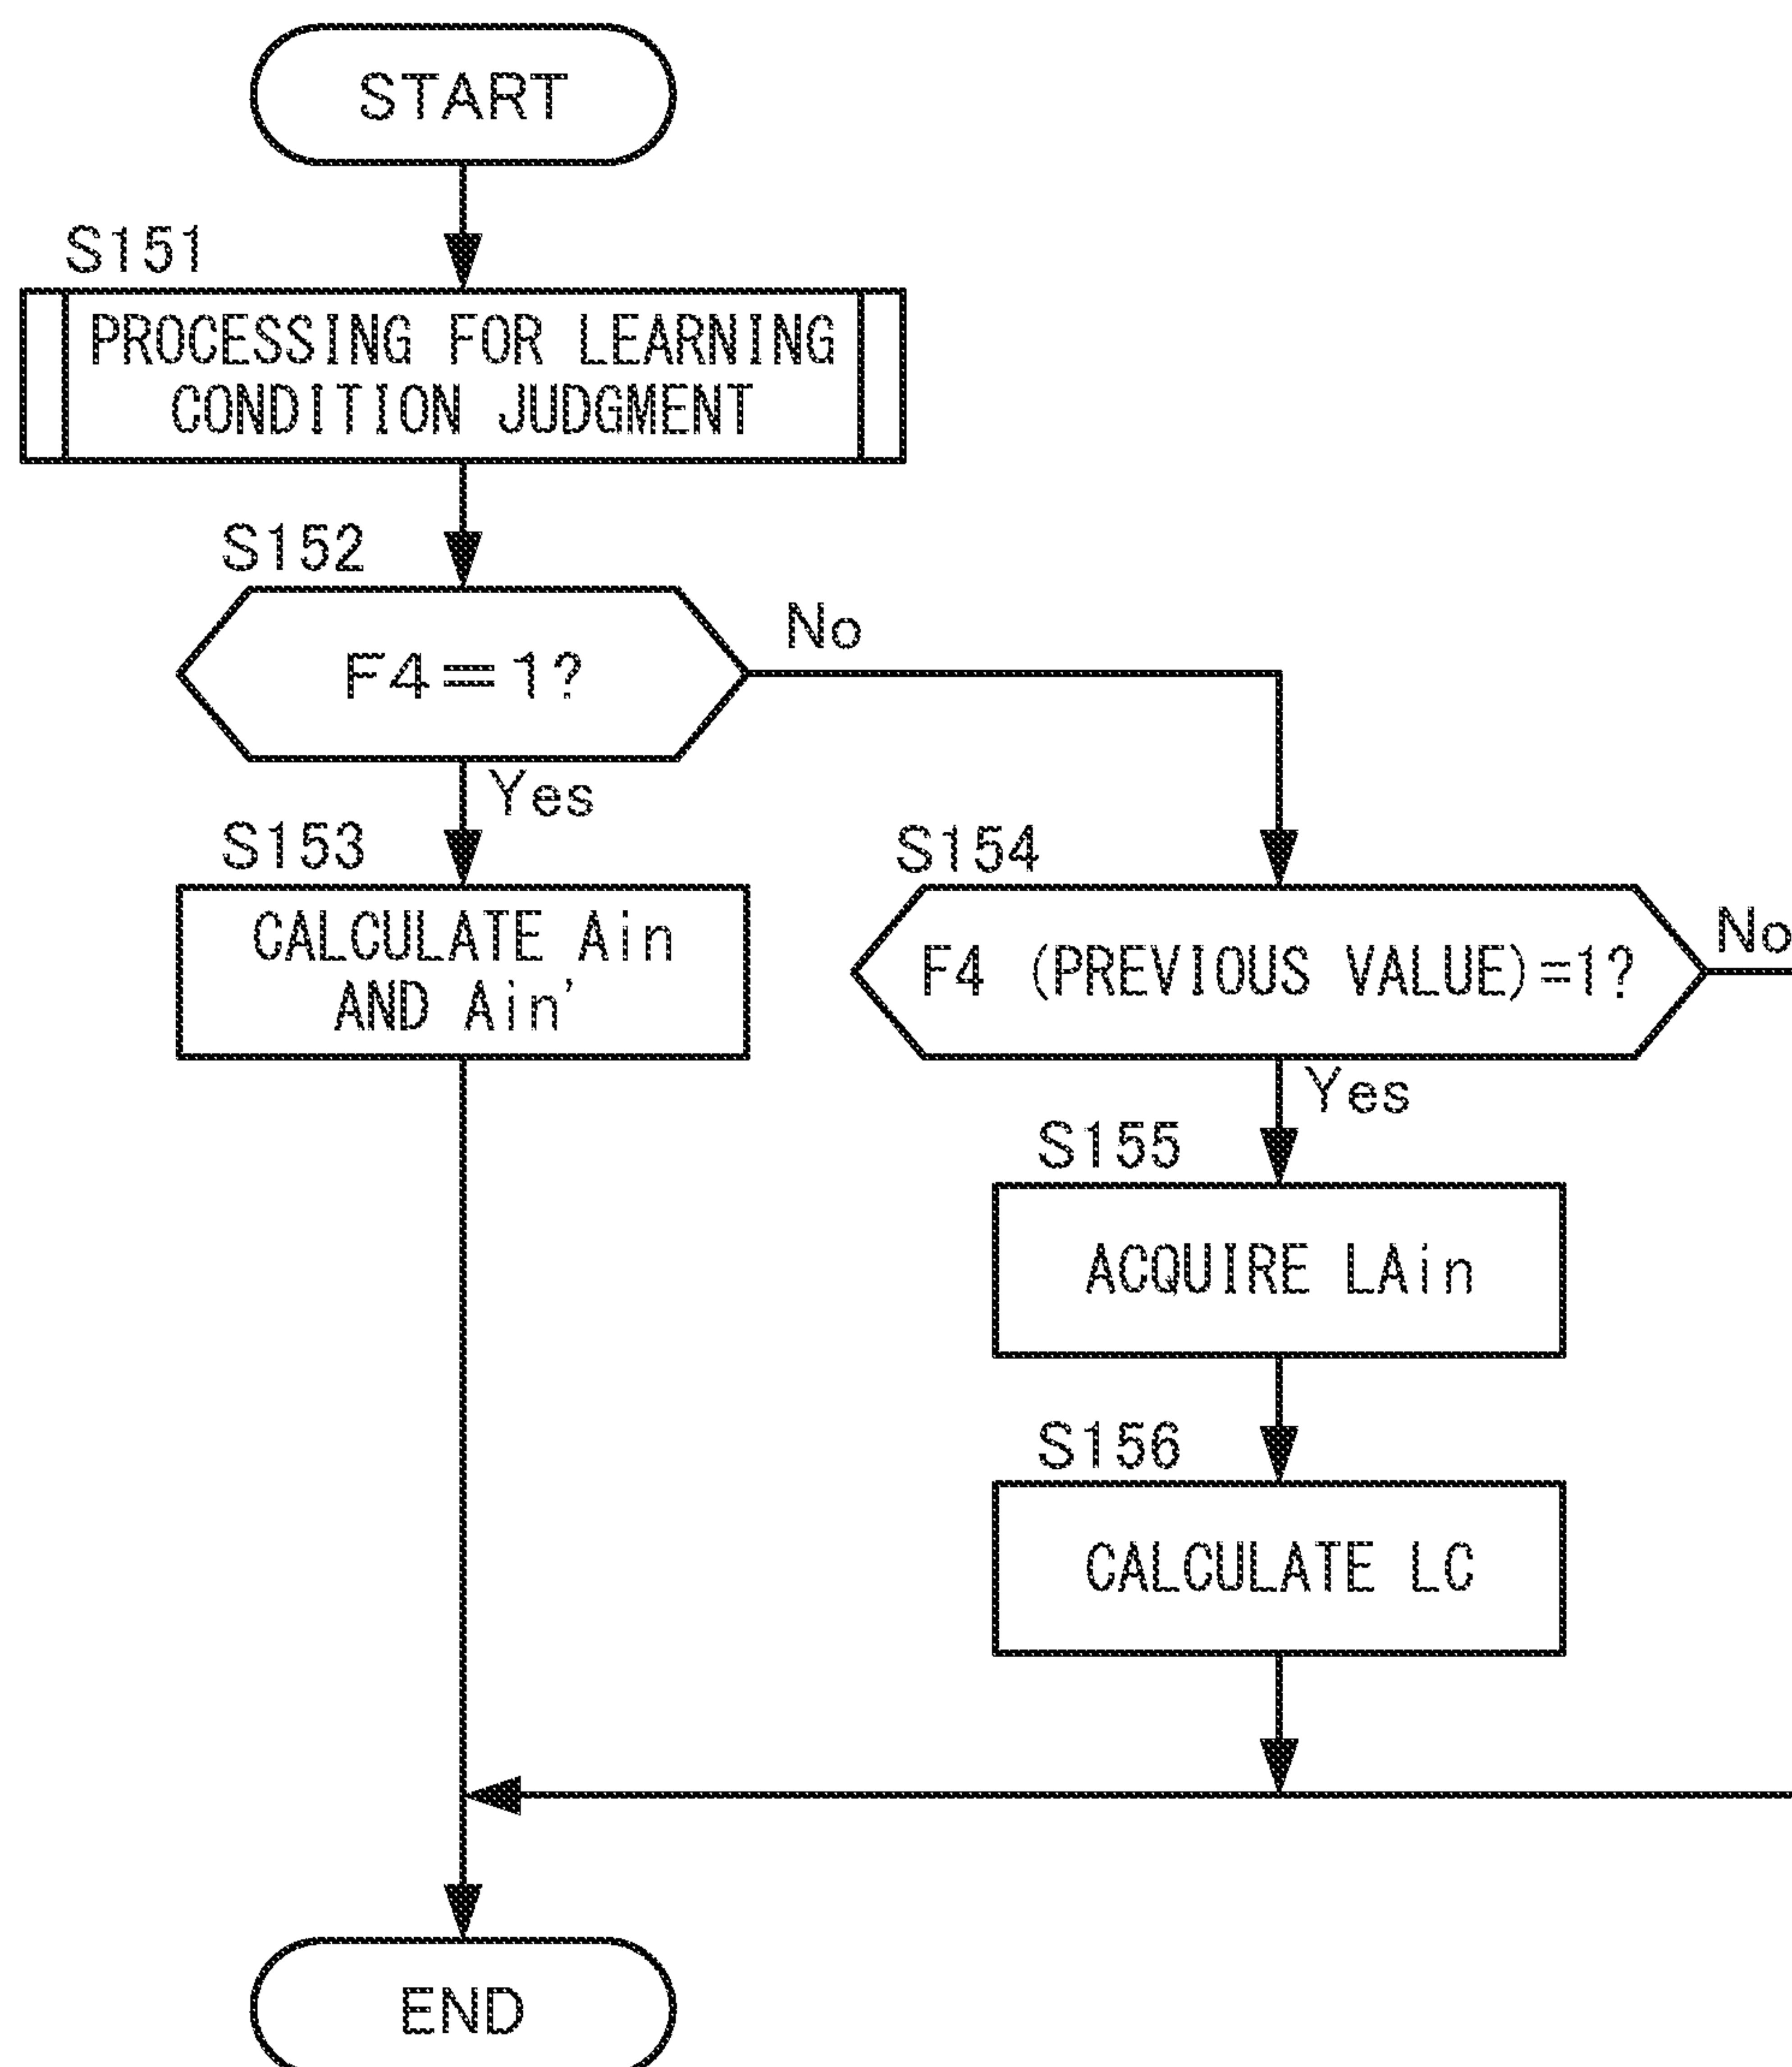 START
S151
PROCESSING FOR LEARNING
CONDITION JUDGMENT
S152
F4=1?
No
Yes
S153
CALCULATE Ain
AND Ain'
S154
F4 (PREVIOUS VALUE)=1?
No
Yes
S155
ACQUIRE LAin
S156
CALCULATE LC
END